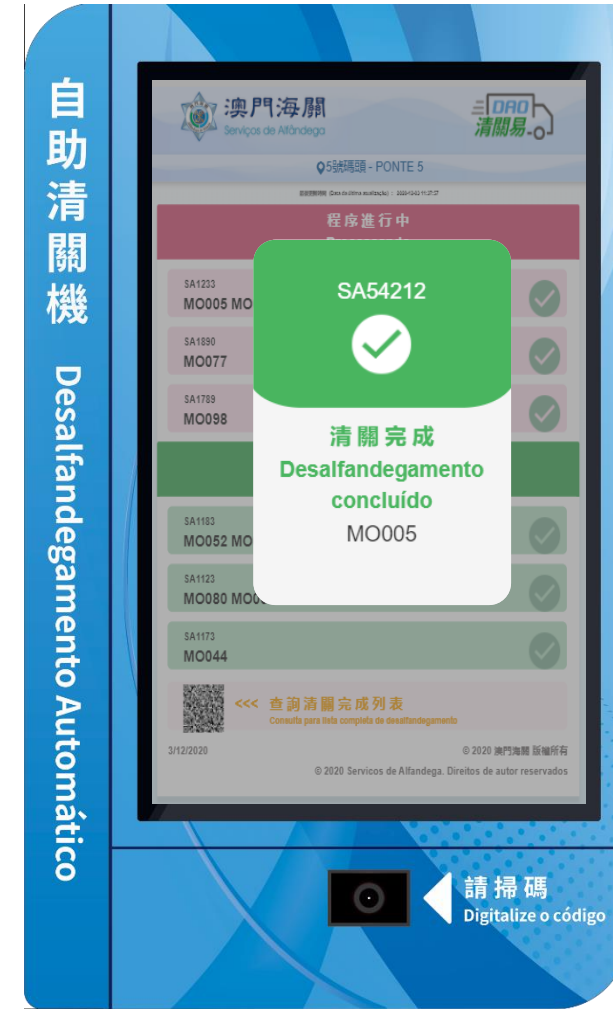 自助清關機 Desalfandegamento Automático
澳門海關
Serviços de Alfândega
DAO
清關易
5號碼頭 - PONTE 5
程序進行中
SA1233
MO005 MO
SA1890
MO077
SA1789
MO098
SA54212
清關完成
Desalfandegamento
concluído
MO005
SA1183
MO052 MO
SA1123
MO080 MO0
SA1173
MO044
<<< 查詢清關完成列表
Consulta para lista completa de desalfandegamento
3/12/2020
© 2020 澳門海關 版權所有
© 2020 Servicos de Alfandega. Direitos de autor reservados
請掃碼
Digitalize o código